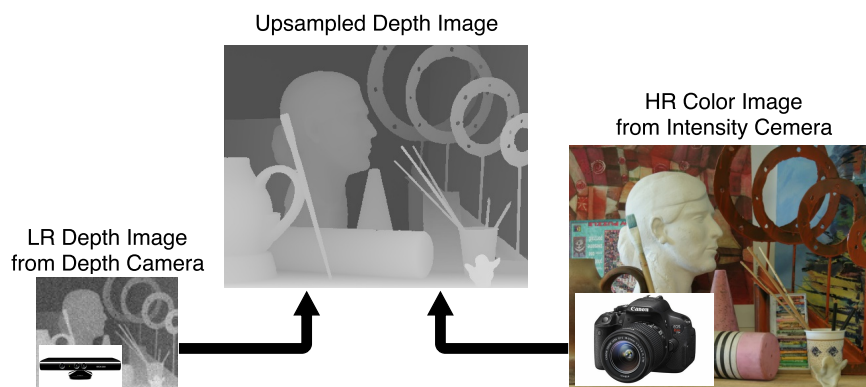 Upsampled Depth Image
HR Color Image
from Intensity Cemera
LR Depth Image
from Depth Camera
Canon